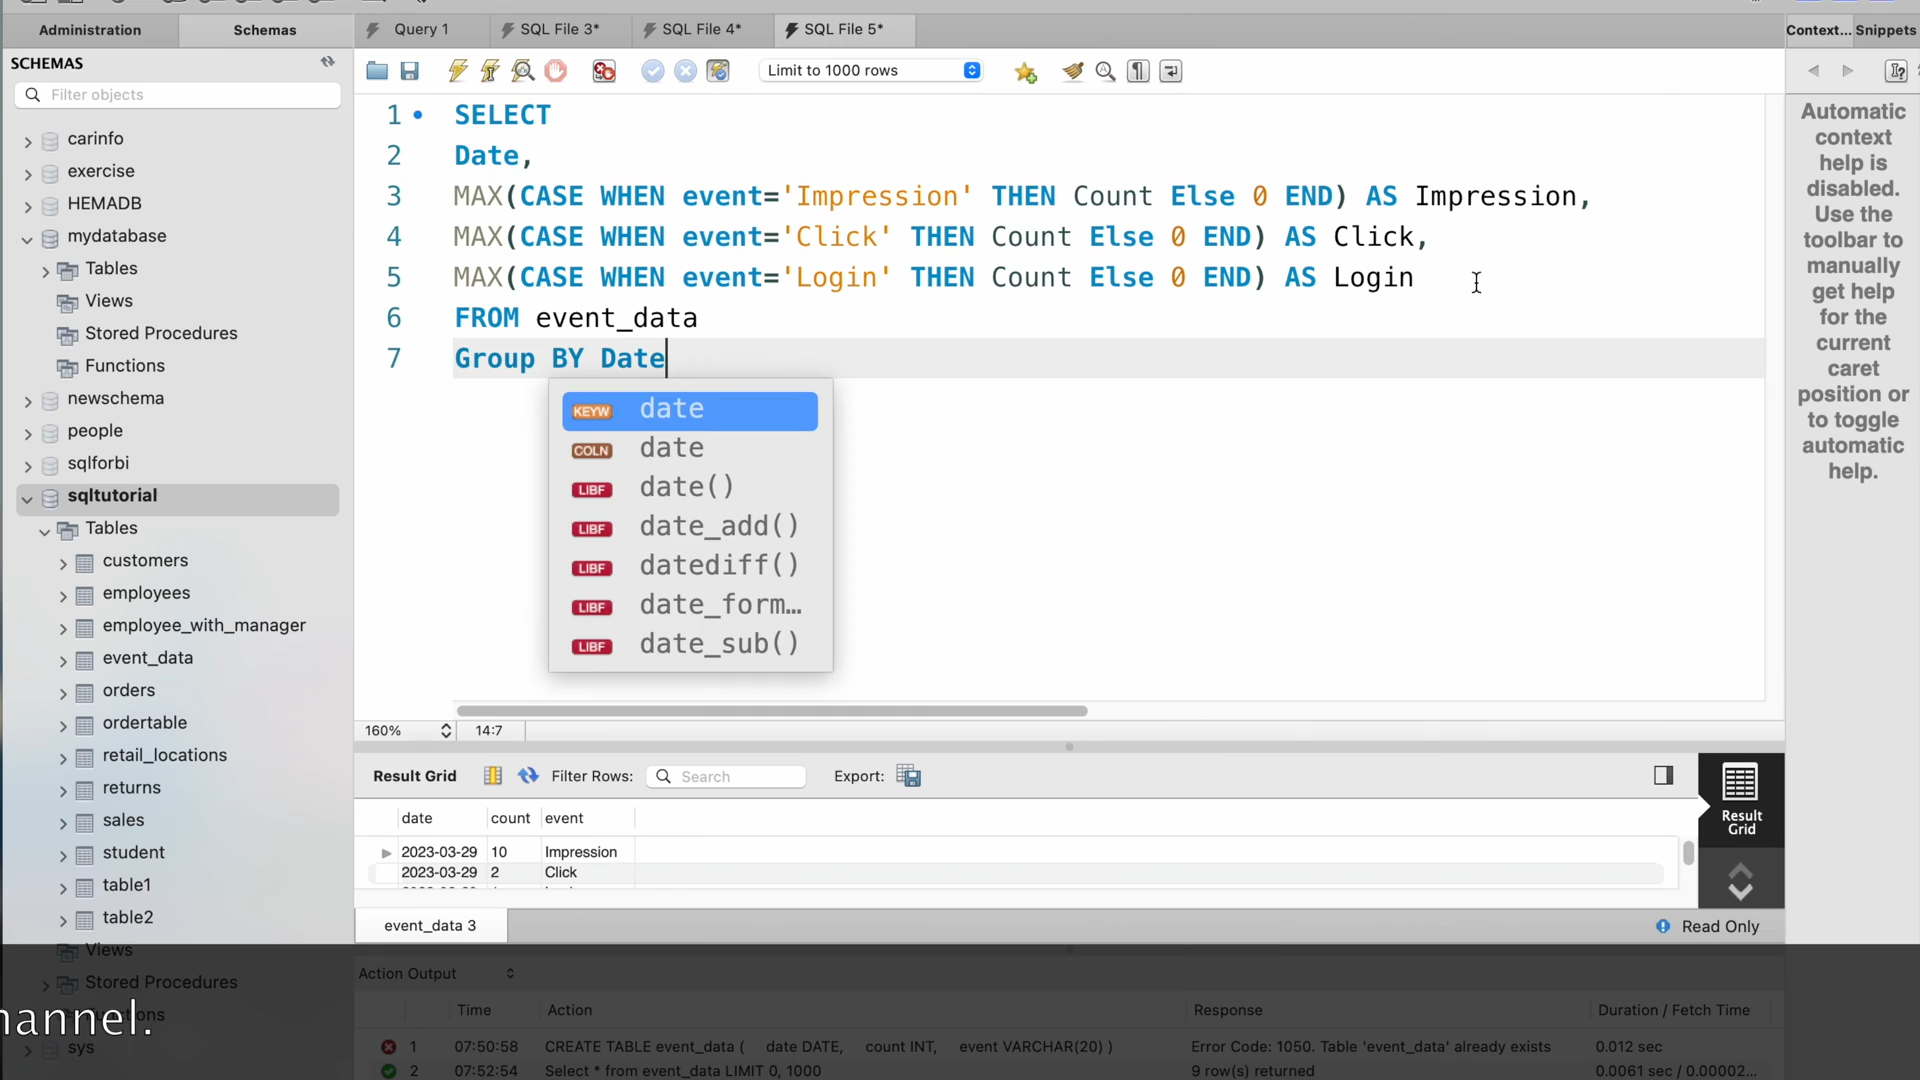 Administration Schemas Query 1 SQL File 3* SQL File 4* SQL File 5* Context... Snippets
SCHEMAS
Limit to 1000 rows
Filter objects
carinfo
exercise
HEMADB
mydatabase
Tables
Views
Stored Procedures
Functions
newschema
people
sqlforbi
sqltutorial
Tables
customers
employees
employee_with_manager
event_data
orders
ordertable
retail_locations
returns
sales
student
table1
table2
Views
Stored Procedures
sys
1 SELECT
2 Date,
3 MAX(CASE WHEN event='Impression' THEN Count Else 0 END) AS Impression,
4 MAX(CASE WHEN event='Click' THEN Count Else 0 END) AS Click,
5 MAX(CASE WHEN event='Login' THEN Count Else 0 END) AS Login
6 FROM event_data
7 Group BY Date
KEYW date
COLN date
LIBF date()
LIBF date_add()
LIBF datediff()
LIBF date_form...
LIBF date_sub()
160% 14:7
Result Grid Filter Rows: Search Export:
date count event
2023-03-29 10 Impression
2023-03-29 2 Click
Result
Grid
event_data 3 Read Only
Automatic
context
help is
disabled.
Use the
toolbar to
manually
get help
for the
current
caret
position or
to toggle
automatic
help.
Action Output
Time Action Response Duration / Fetch Time
1 07:50:58 CREATE TABLE event_data ( date DATE, count INT, event VARCHAR(20) ) Error Code: 1050. Table 'event_data' already exists 0.012 sec
2 07:52:54 Select * from event_data LIMIT 0, 1000 9 row(s) returned 0.0061 sec / 0.00002...
hannel.